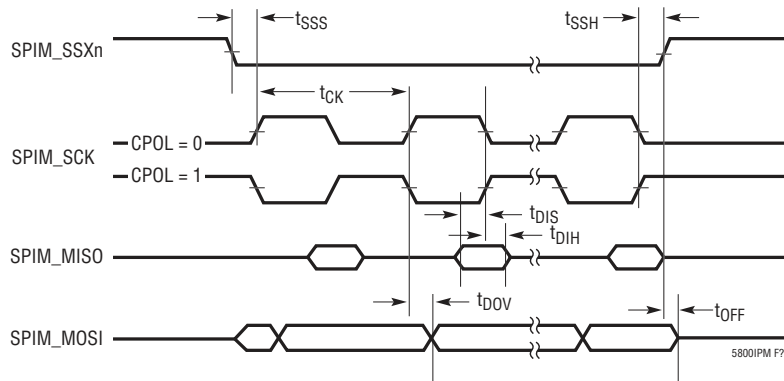 tSSS
tSSH
SPIM_SSXn
tCK
CPOL = 0
SPIM_SCK
CPOL = 1
tDIS
tDIH
SPIM_MISO
tDOV
tOFF
SPIM_MOSI
5800IPM F?